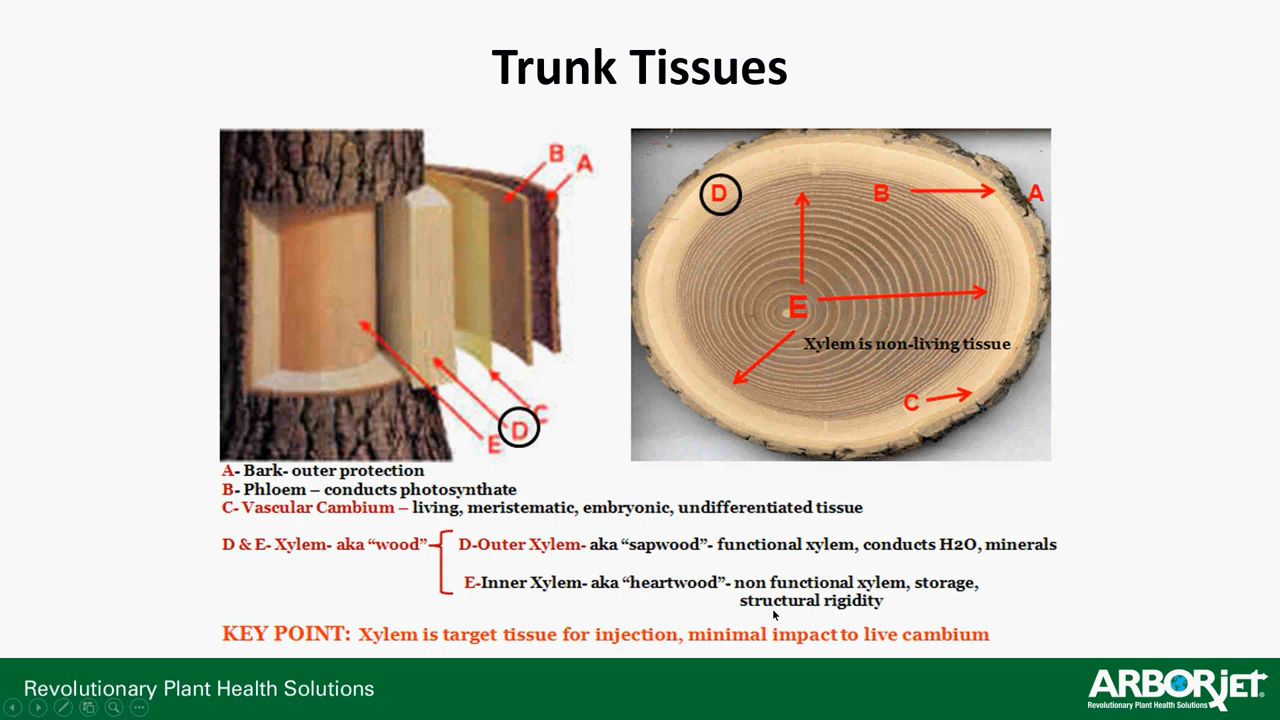 Trunk Tissues
B
A
C
D
E
D
B
A
E
Xylem is non-living tissue
C
A- Bark- outer protection
B- Phloem – conducts photosynthate
C- Vascular Cambium – living, meristematic, embryonic, undifferentiated tissue
D & E- Xylem- aka “wood”
D-Outer Xylem- aka “sapwood”- functional xylem, conducts H2O, minerals
E-Inner Xylem- aka “heartwood”- non functional xylem, storage,
structural rigidity
KEY POINT: Xylem is target tissue for injection, minimal impact to live cambium
Revolutionary Plant Health Solutions
ARBORjet®
Revolutionary Plant Health Solutions